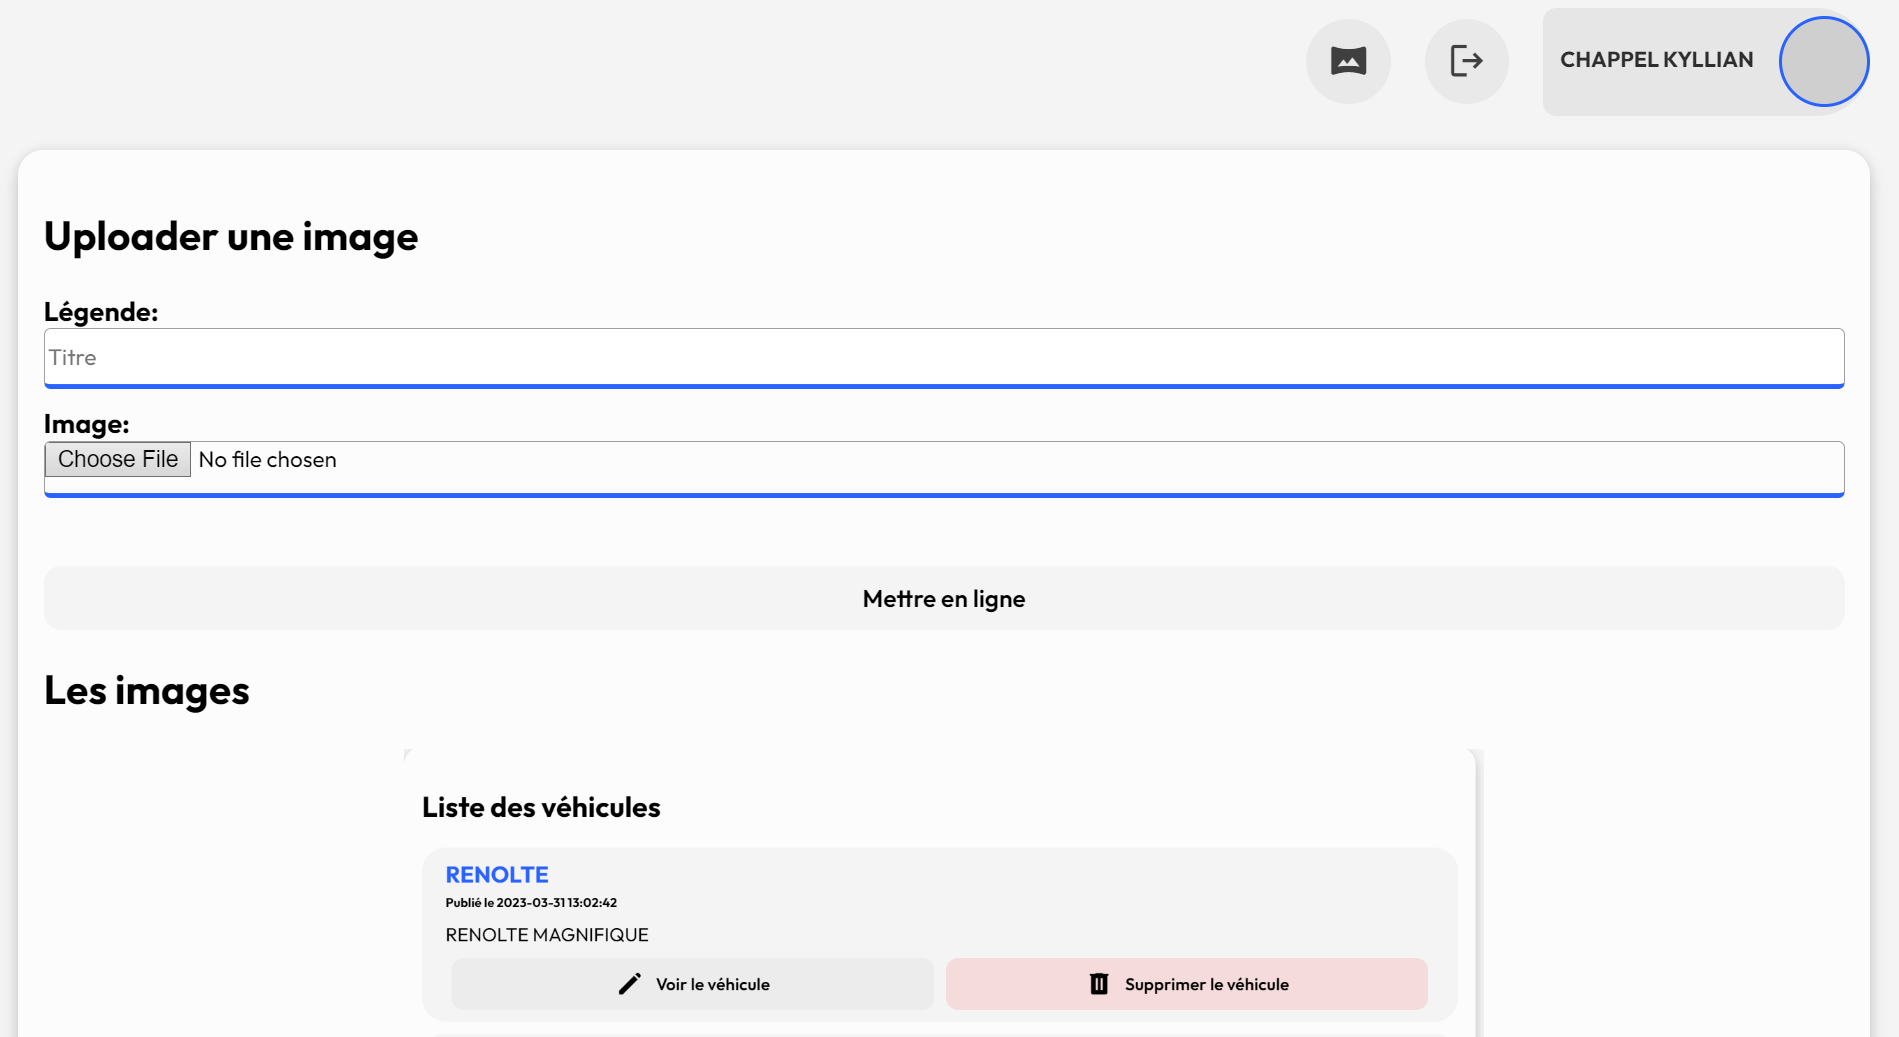 CHAPPEL KYLLIAN
Uploader une image
Légende:
Titre
Image:
Choose File No file chosen
Mettre en ligne
Les images
Liste des véhicules
RENOLTE
Publié le 2023-03-31 13:02:42
RENOLTE MAGNIFIQUE
Voir le véhicule Supprimer le véhicule